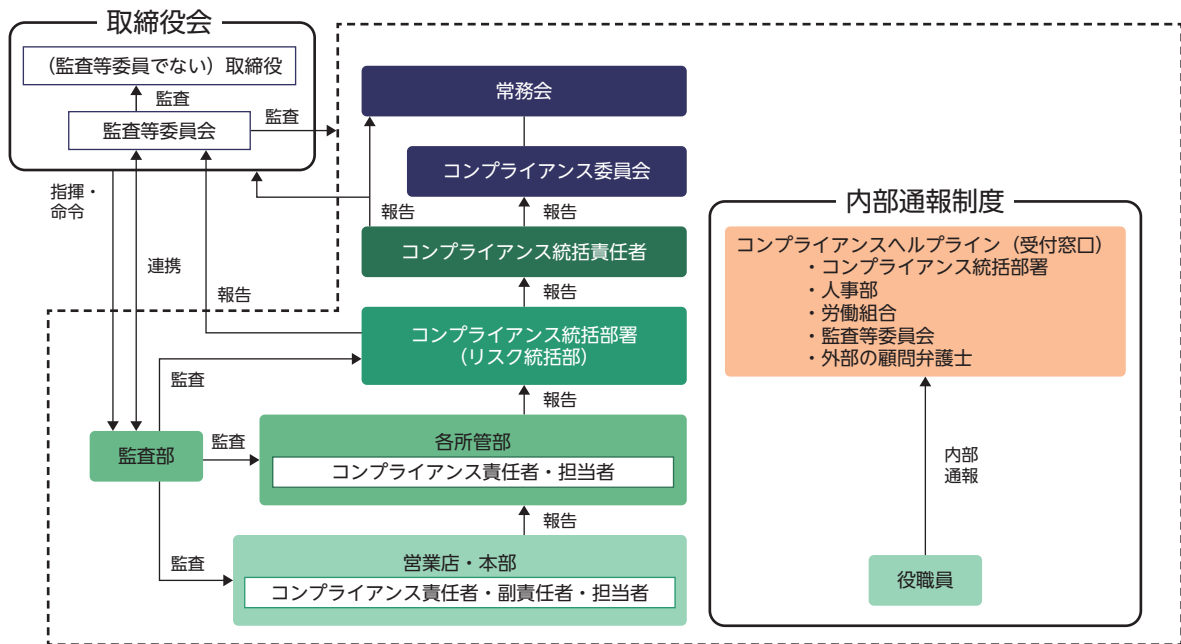 取締役会
（監査等委員でない）取締役
監査
監査等委員会
監査
指揮・
命令
連携
報告
常務会
コンプライアンス委員会
報告
報告
コンプライアンス統括責任者
報告
コンプライアンス統括部署
（リスク統括部）
監査
報告
監査部
監査
各所管部
コンプライアンス責任者・担当者
報告
監査
営業店・本部
コンプライアンス責任者・副責任者・担当者
内部通報制度
コンプライアンスヘルプライン（受付窓口）
・コンプライアンス統括部署
・人事部
・労働組合
・監査等委員会
・外部の顧問弁護士
内部
通報
役職員